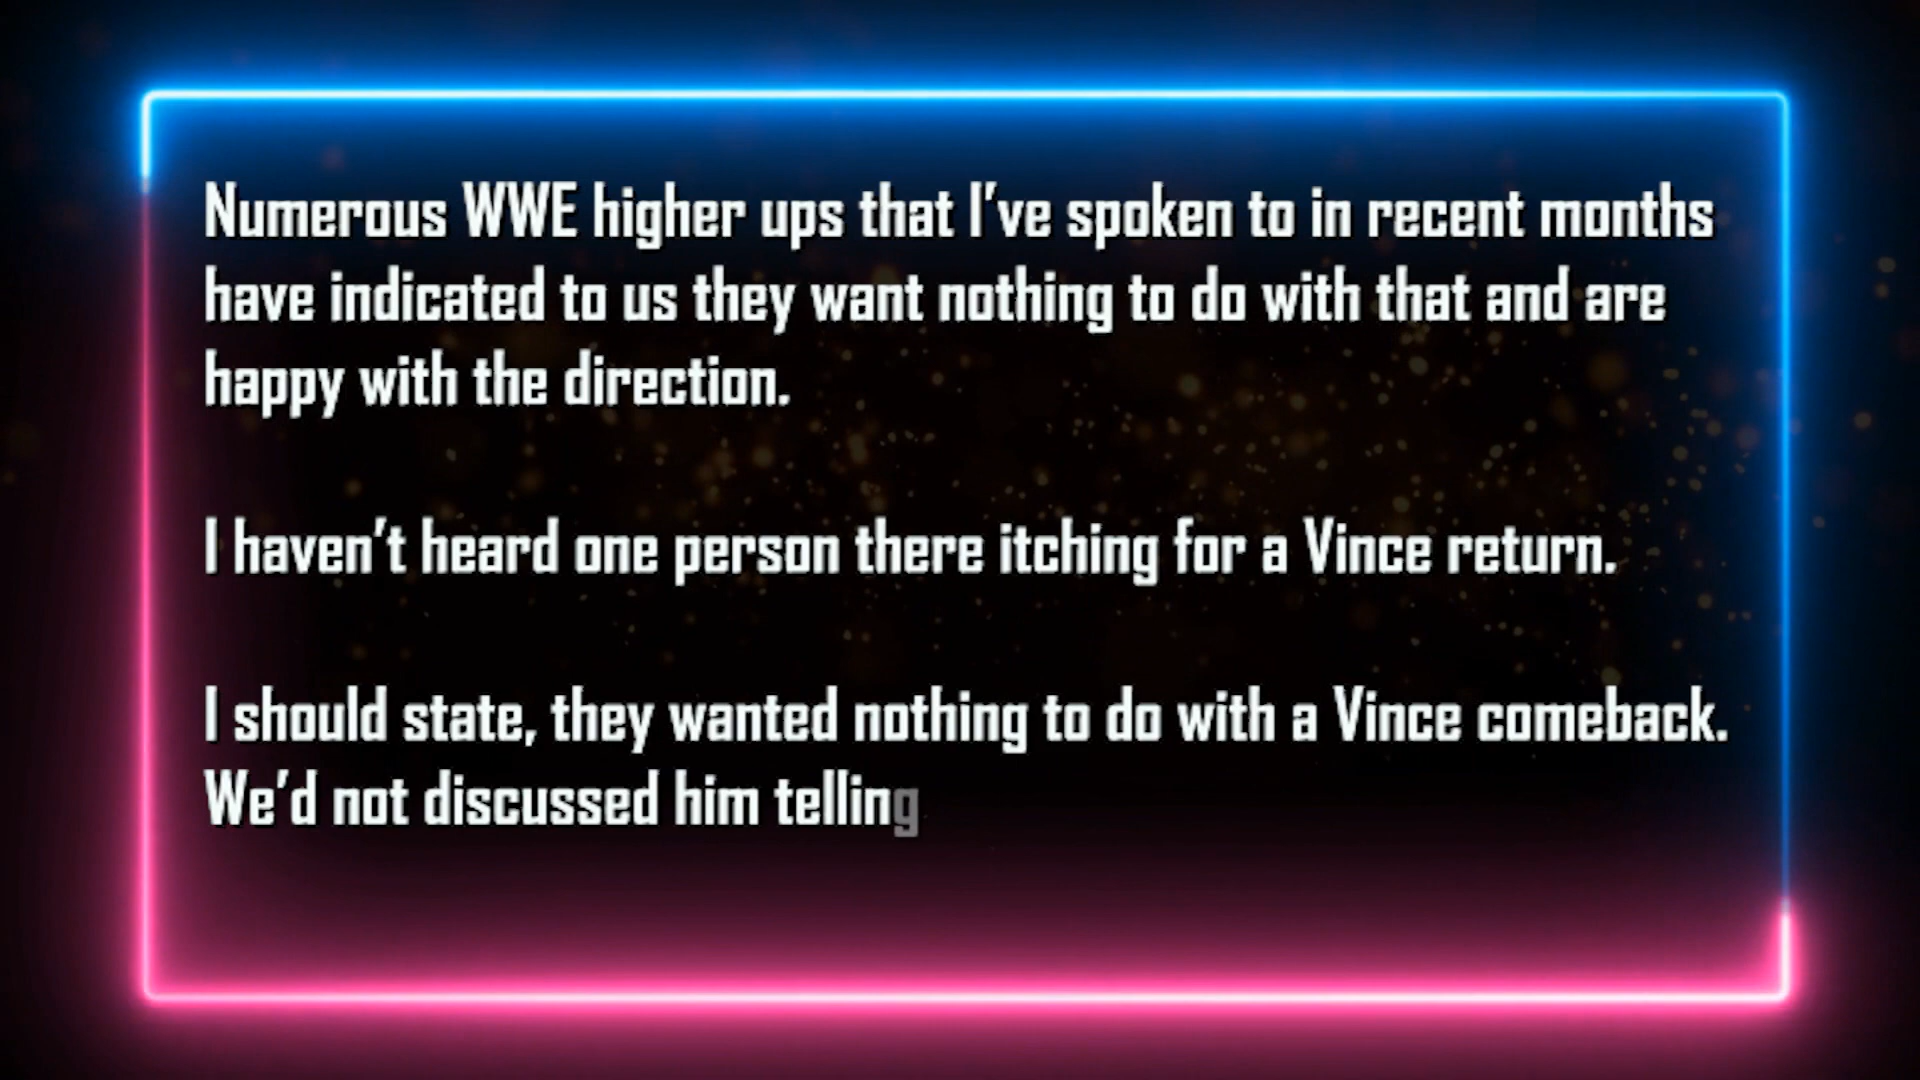 Numerous WWE higher ups that I've spoken to in recent months
have indicated to us they want nothing to do with that and are
happy with the direction.
I haven't heard one person there itching for a Vince return.
I should state, they wanted nothing to do with a Vince comeback.
We'd not discussed him telling